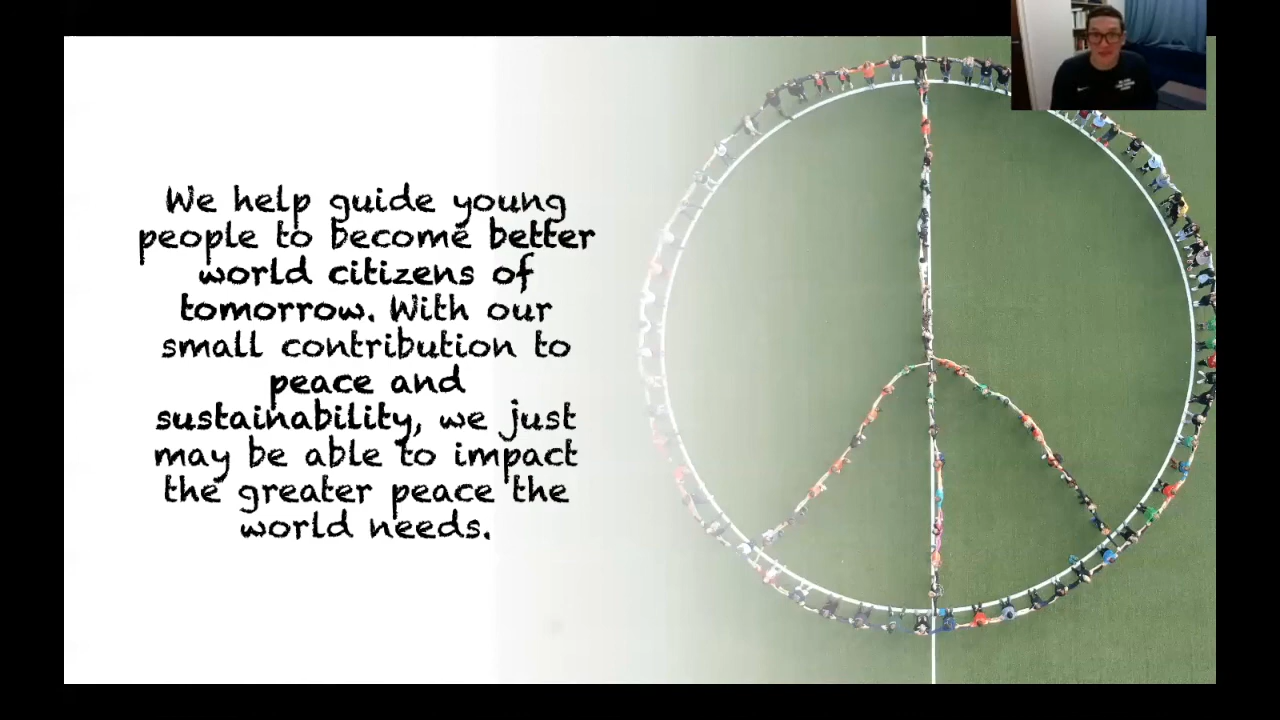 We help guide young
people to become better
world citizens of
tomorrow. With our
small contribution to
peace and
sustainability, we just
may be able to impact
the greater peace the
world needs.